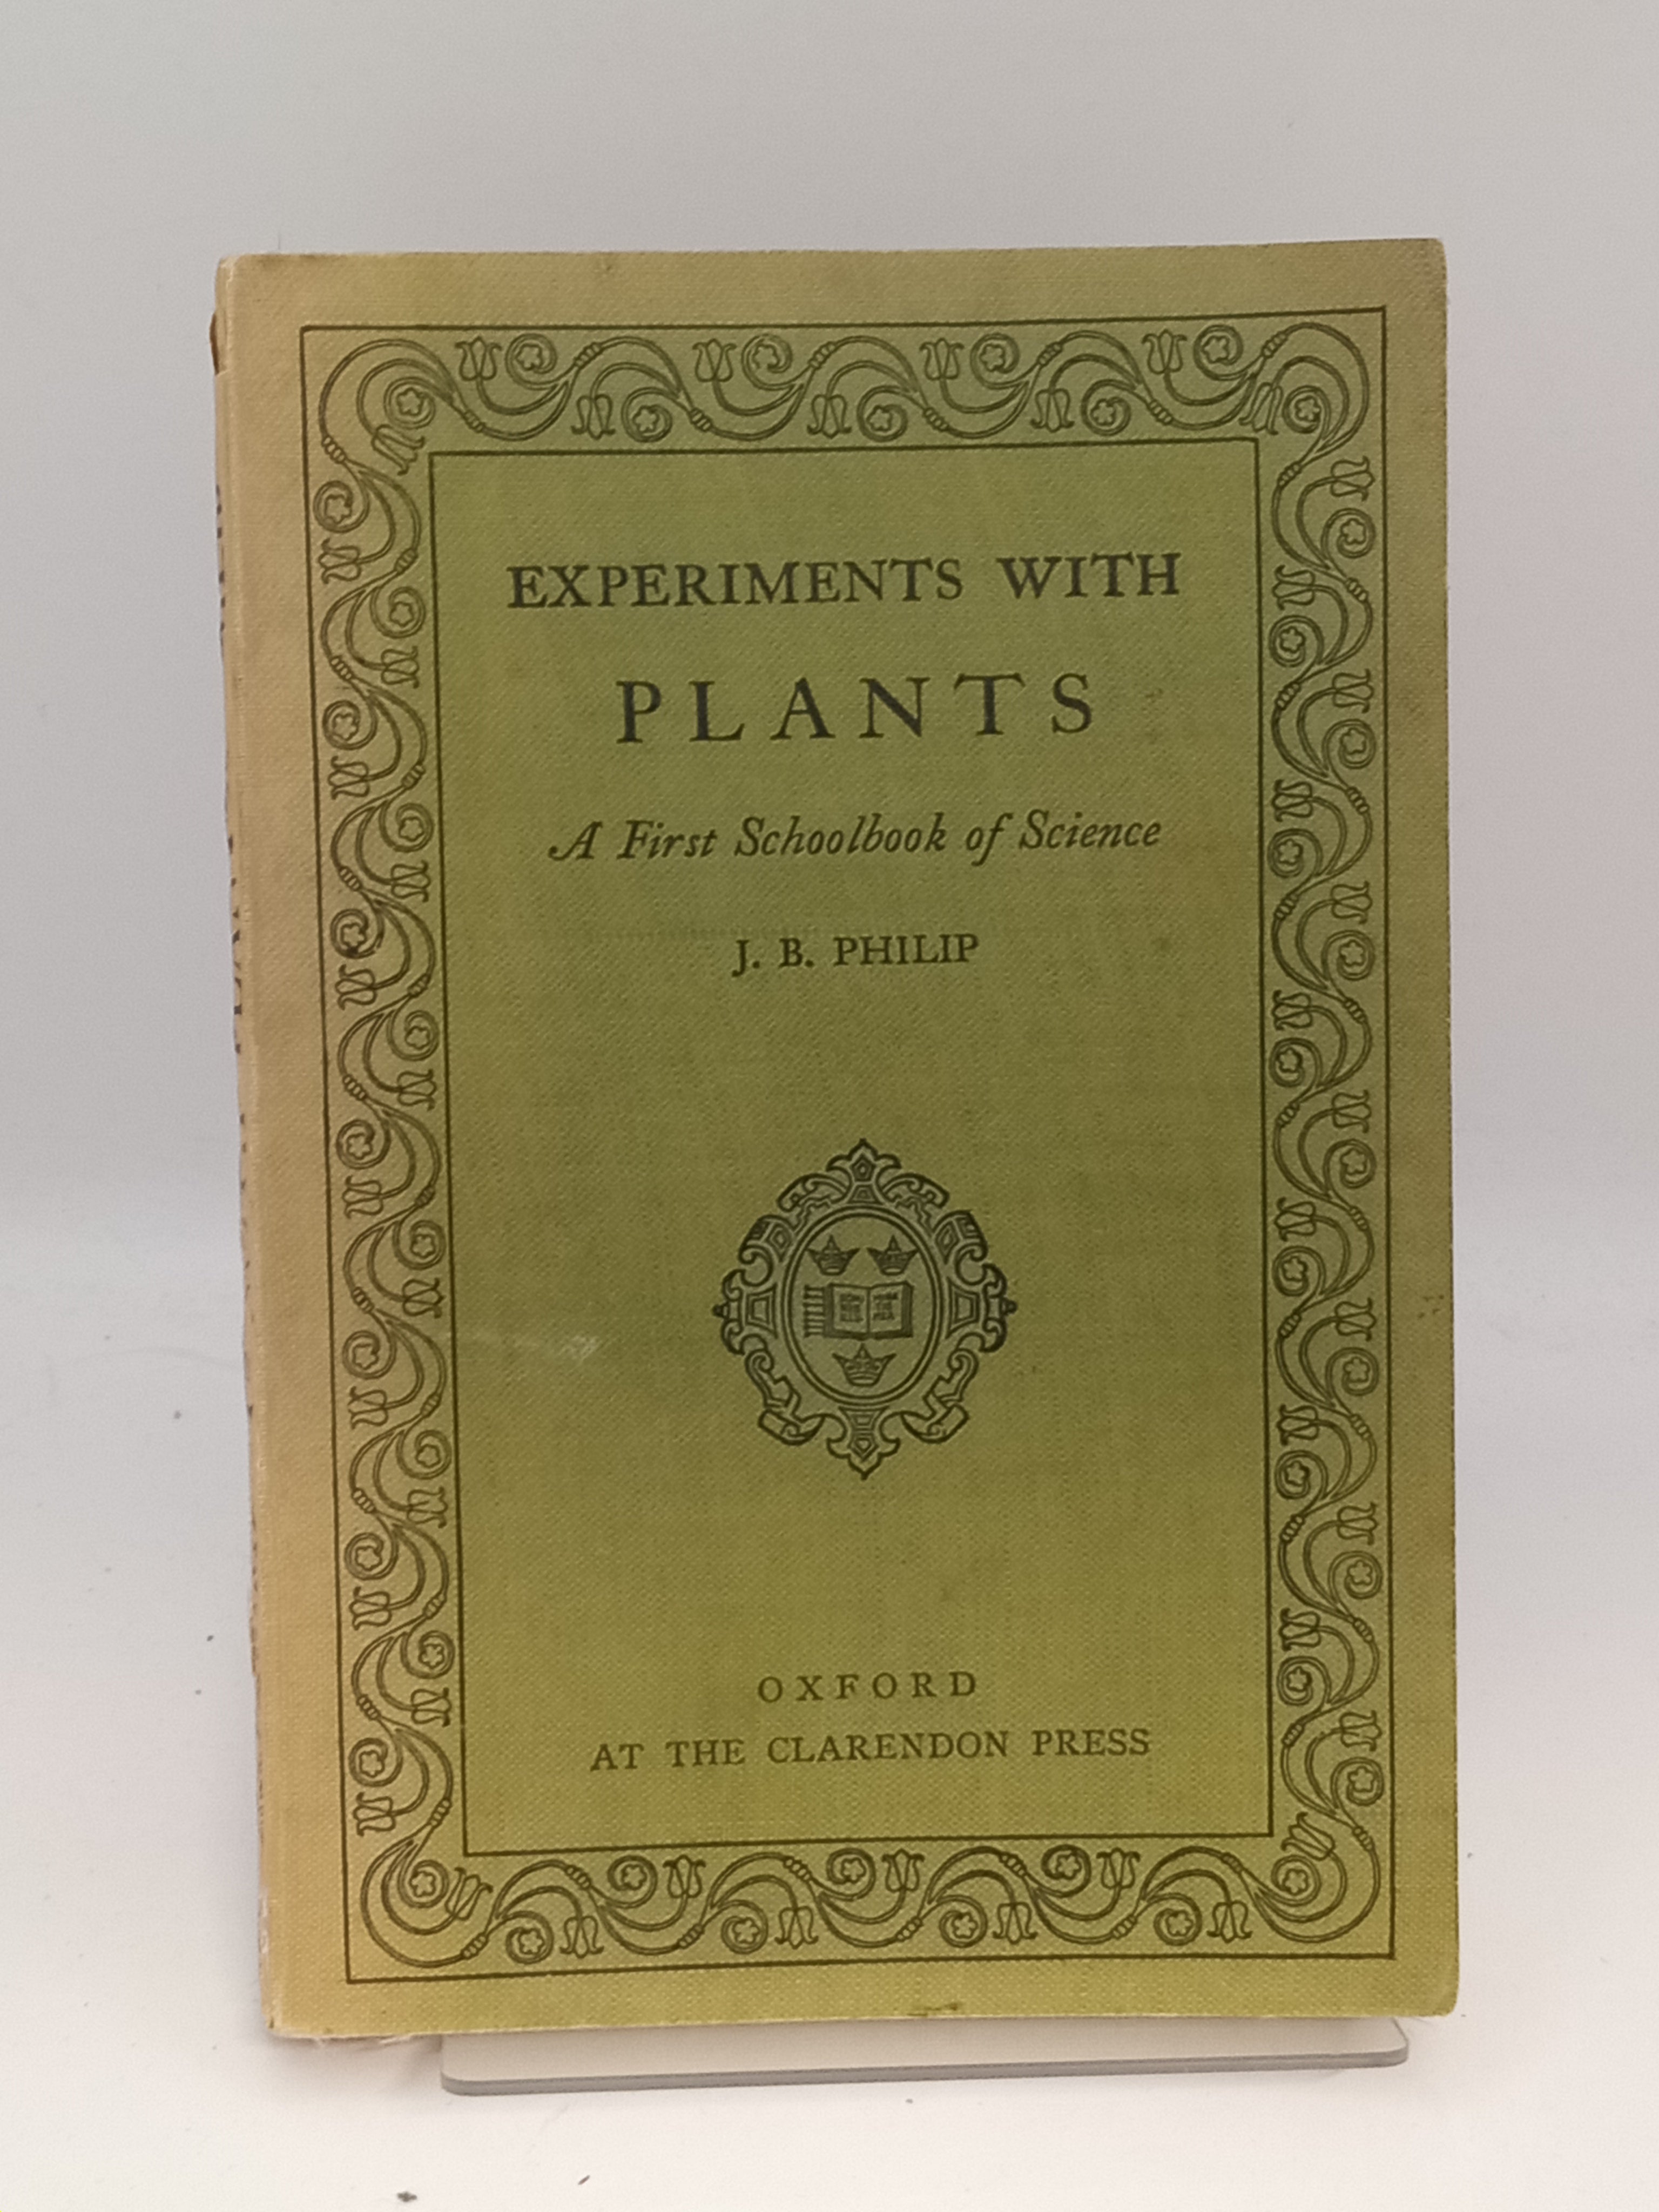 EXPERIMENTS WITH
PLANTS
A First Schoolbook of Science
J. B. PHILIP
OXFORD
AT THE CLARENDON PRESS